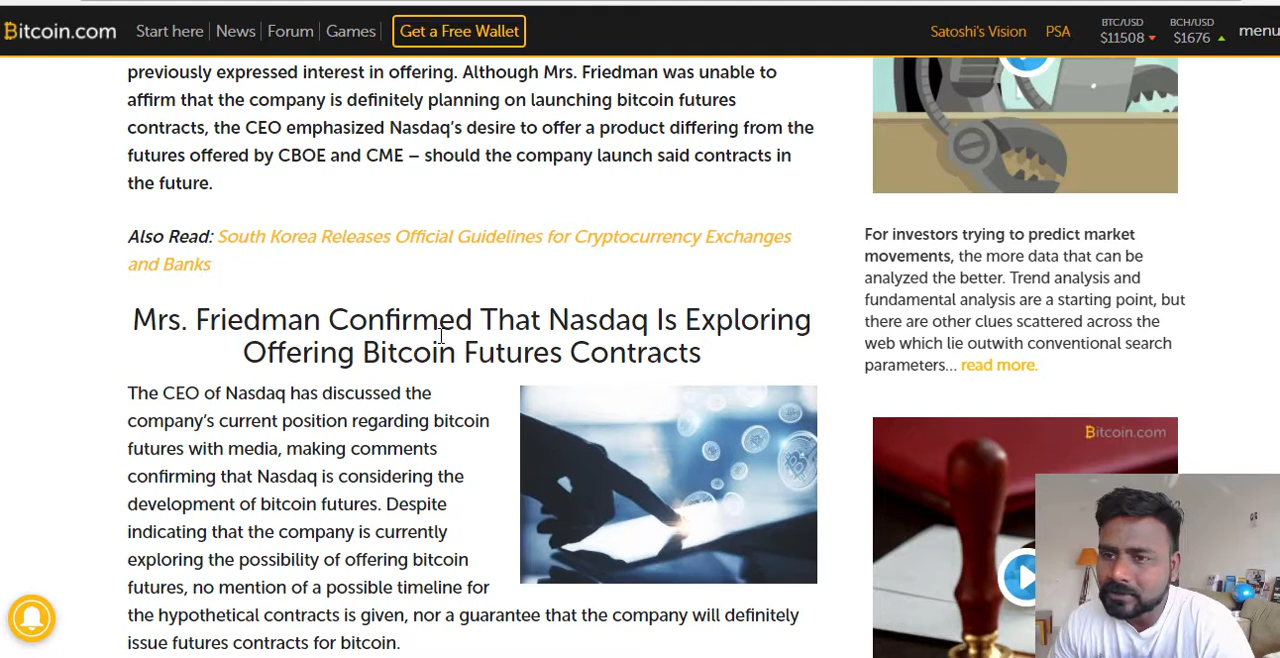 Bitcoin.com Start here News Forum Games Get a Free Wallet Satoshi's Vision PSA BTC/USD $11508 BCH/USD $1676 menu
previously expressed interest in offering. Although Mrs. Friedman was unable to
affirm that the company is definitely planning on launching bitcoin futures
contracts, the CEO emphasized Nasdaq's desire to offer a product differing from the
futures offered by CBOE and CME – should the company launch said contracts in
the future.
Also Read: South Korea Releases Official Guidelines for Cryptocurrency Exchanges
and Banks
Mrs. Friedman Confirmed That Nasdaq Is Exploring
Offering Bitcoin Futures Contracts
The CEO of Nasdaq has discussed the
company's current position regarding bitcoin
futures with media, making comments
confirming that Nasdaq is considering the
development of bitcoin futures. Despite
indicating that the company is currently
exploring the possibility of offering bitcoin
futures, no mention of a possible timeline for
the hypothetical contracts is given, nor a guarantee that the company will definitely
issue futures contracts for bitcoin.
For investors trying to predict market
movements, the more data that can be
analyzed the better. Trend analysis and
fundamental analysis are a starting point, but
there are other clues scattered across the
web which lie outwith conventional search
parameters... read more.
Bitcoin.com